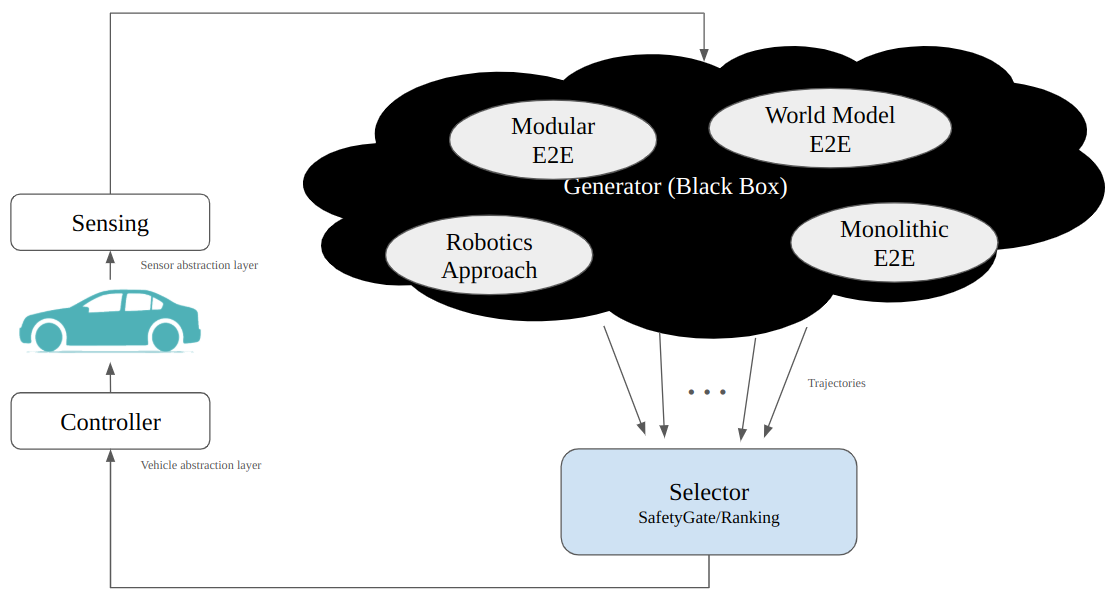 Modular
E2E
World Model
E2E
Generator (Black Box)
Robotics
Approach
Monolithic
E2E
Sensing
Sensor abstraction layer
Controller
Vehicle abstraction layer
...
Trajectories
Selector
SafetyGate/Ranking